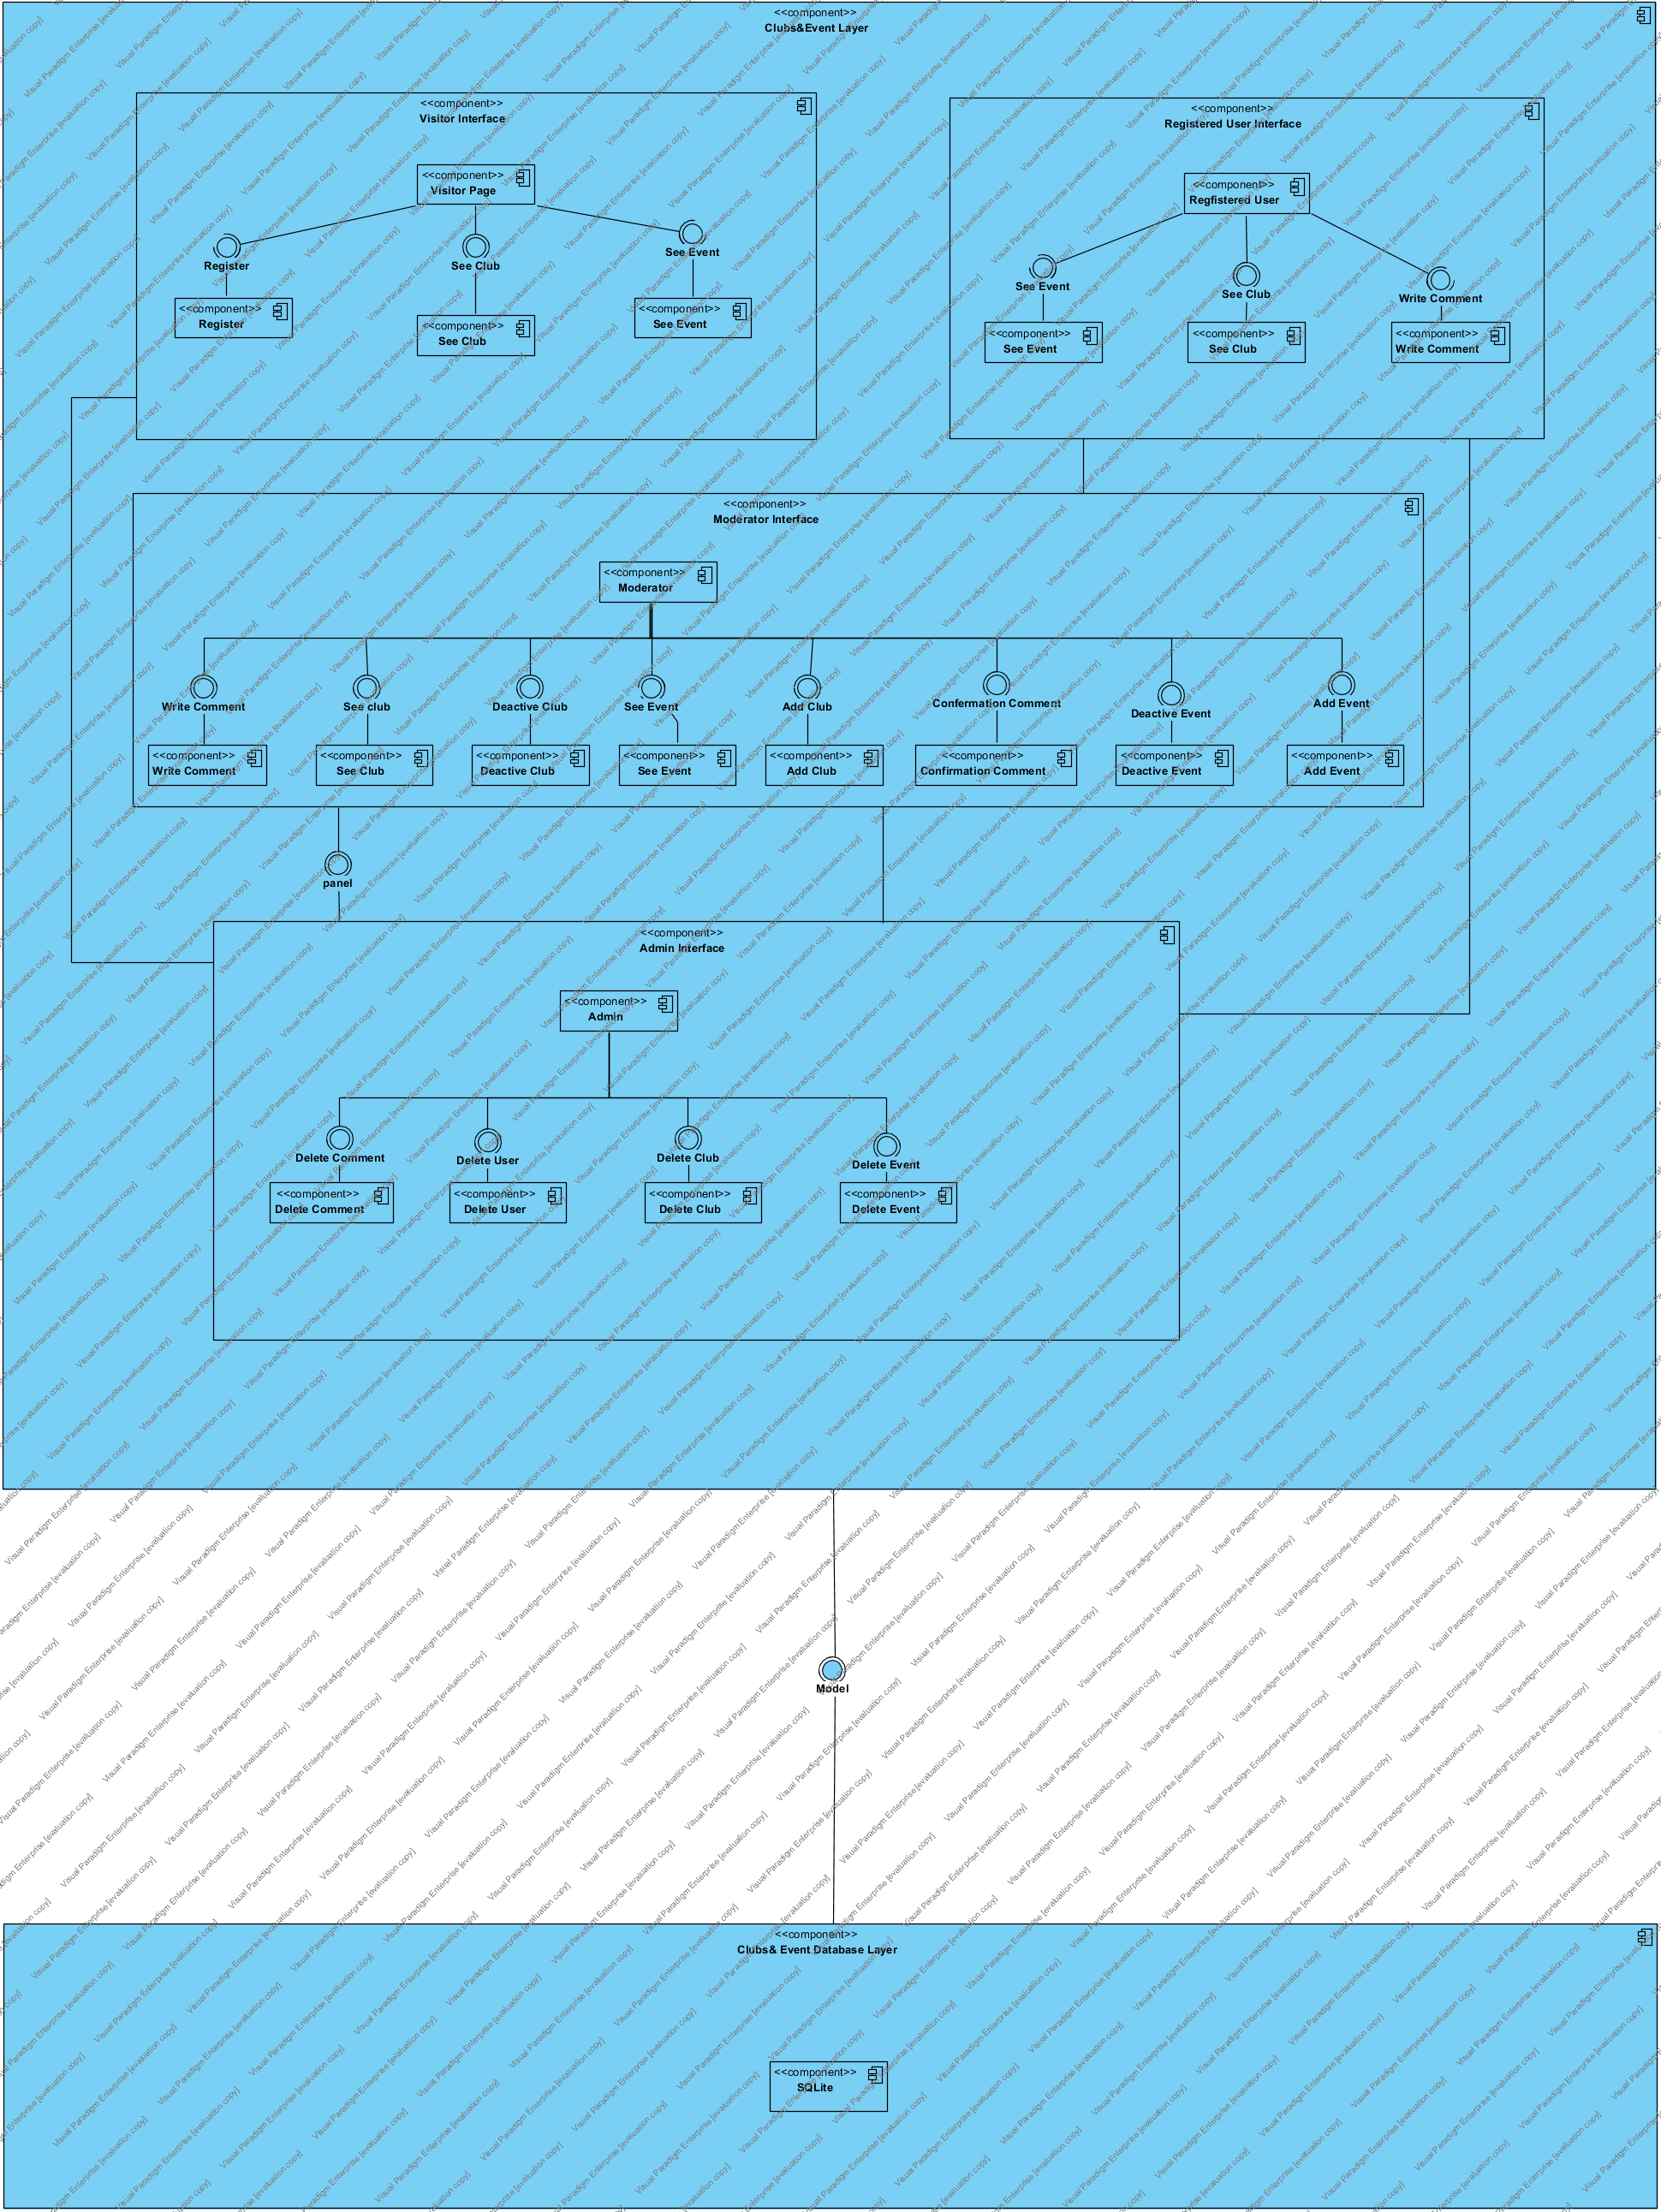 <<component>>
Clubs&Event Layer
<<component>>
Visitor Interface
<<component>>
Registered User Interface
<<component>>
Visitor Page
<<component>>
Regfistered User
Register
See Club
See Event
See Event
See Club
Write Comment
<<component>>
Register
<<component>>
See Club
<<component>>
See Event
<<component>>
See Event
<<component>>
See Club
<<component>>
Write Comment
<<component>>
Moderator Interface
<<component>>
Moderator
Write Comment
See club
Deactive Club
See Event
Add Club
Confermation Comment
Deactive Event
Add Event
<<component>>
Write Comment
<<component>>
See Club
<<component>>
Deactive Club
<<component>>
See Event
<<component>>
Add Club
<<component>>
Confirmation Comment
<<component>>
Deactive Event
<<component>>
Add Event
panel
<<component>>
Admin Interface
<<component>>
Admin
Delete Comment
Delete User
Delete Club
Delete Event
<<component>>
Delete Comment
<<component>>
Delete User
<<component>>
Delete Club
<<component>>
Delete Event
Model
<<component>>
Clubs& Event Database Layer
<<component>>
SQLite
Visual Paradigm Enterprise [evaluation copy]